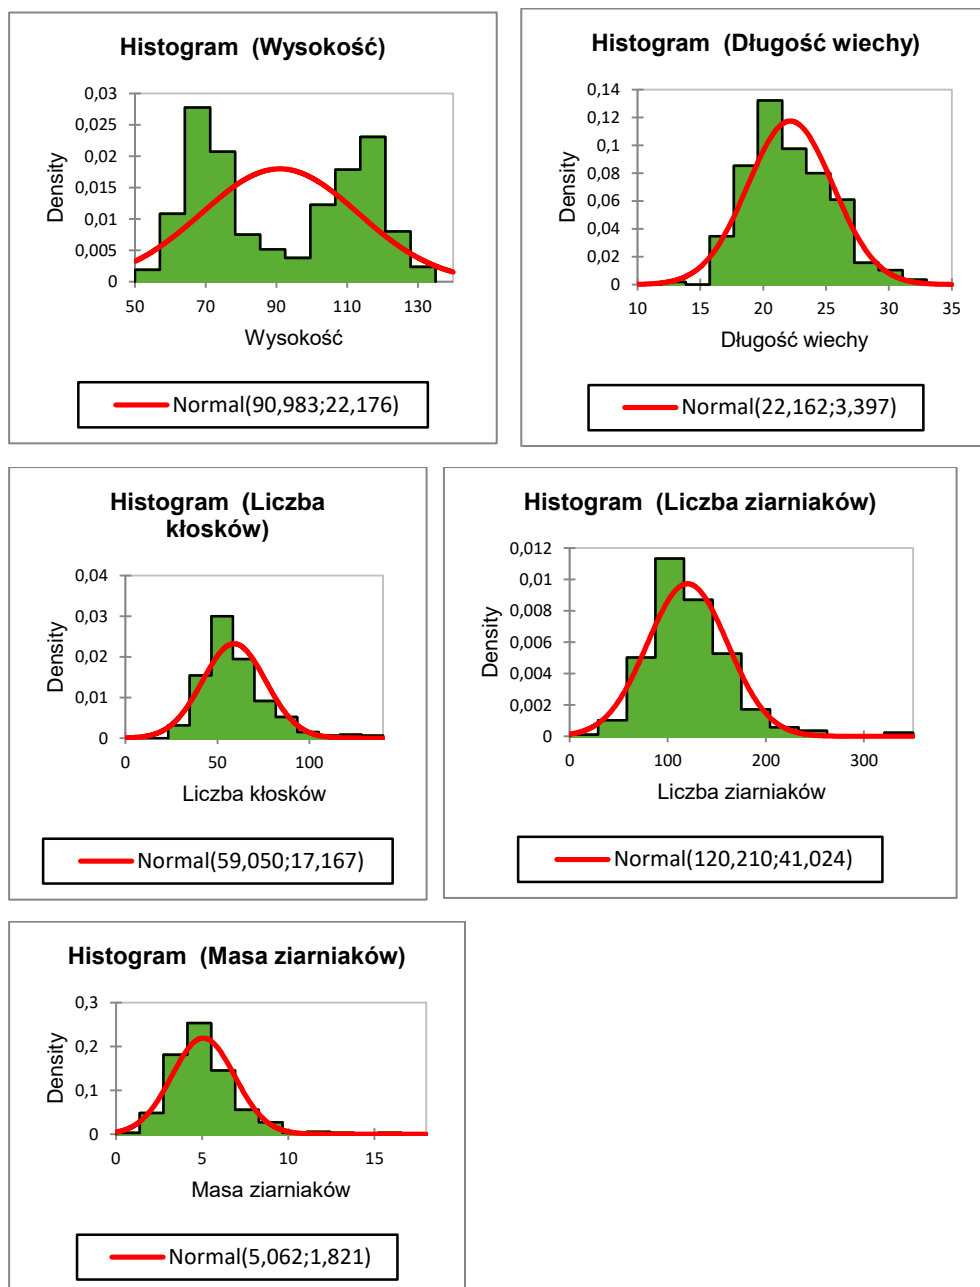 Histogram (Wysokość)
0,03
0,025
0,02
0,015
0,01
0,005
0
Density
50 70 90 110 130
Wysokość
Normal(90,983;22,176)
Histogram (Długość wiechy)
0,14
0,12
0,1
0,08
0,06
0,04
0,02
0
Density
10 15 20 25 30 35
Długość wiechy
Normal(22,162;3,397)
Histogram (Liczba
kłosków)
0,04
0,03
0,02
0,01
0
Density
0 50 100
Liczba kłosków
Normal(59,050;17,167)
Histogram (Liczba ziarniaków)
0,012
0,01
0,008
0,006
0,004
0,002
0
Density
0 100 200 300
Liczba ziarniaków
Normal(120,210;41,024)
Histogram (Masa ziarniaków)
0,3
0,2
0,1
0
Density
0 5 10 15
Masa ziarniaków
Normal(5,062;1,821)